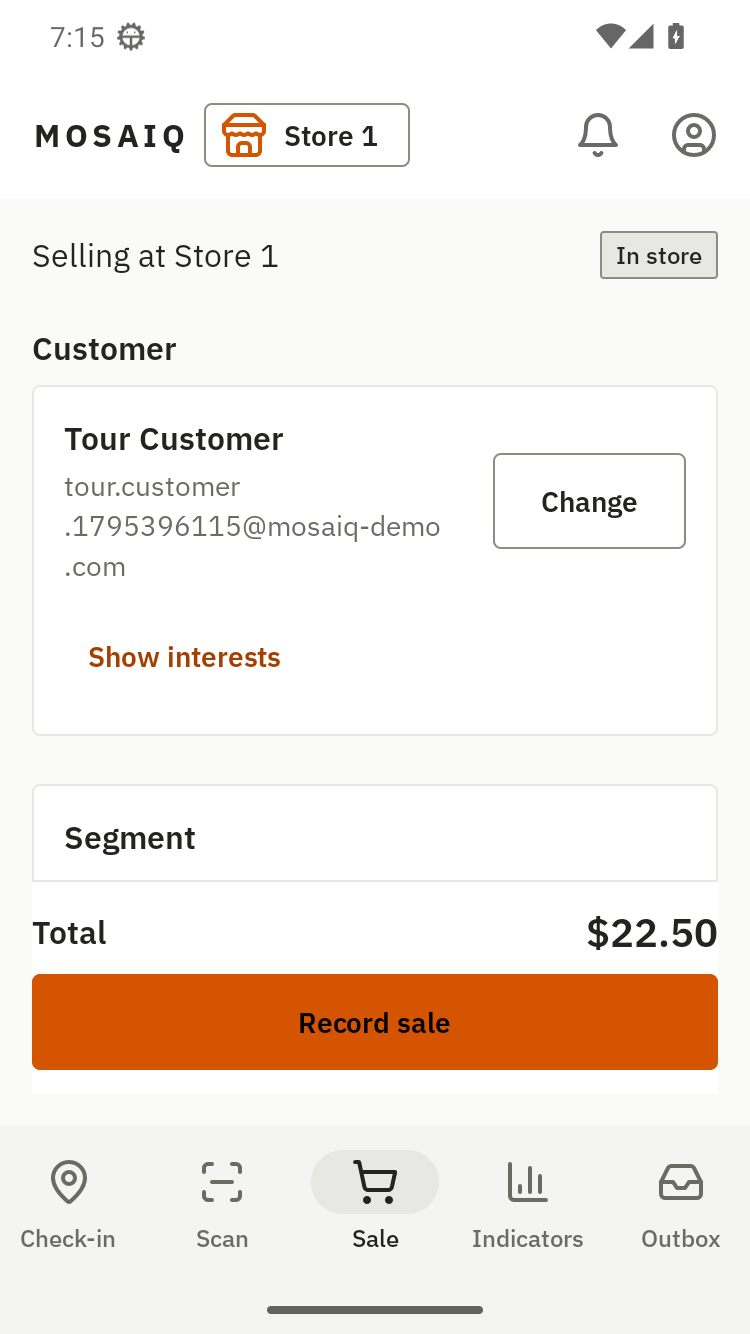 7:15
MOSAIQ
Store 1
Selling at Store 1
In store
Customer
Tour Customer
tour.customer
.1795396115@mosaiq-demo
.com
Change
Show interests
Segment
Total
$22.50
Record sale
Check-in
Scan
Sale
Indicators
Outbox